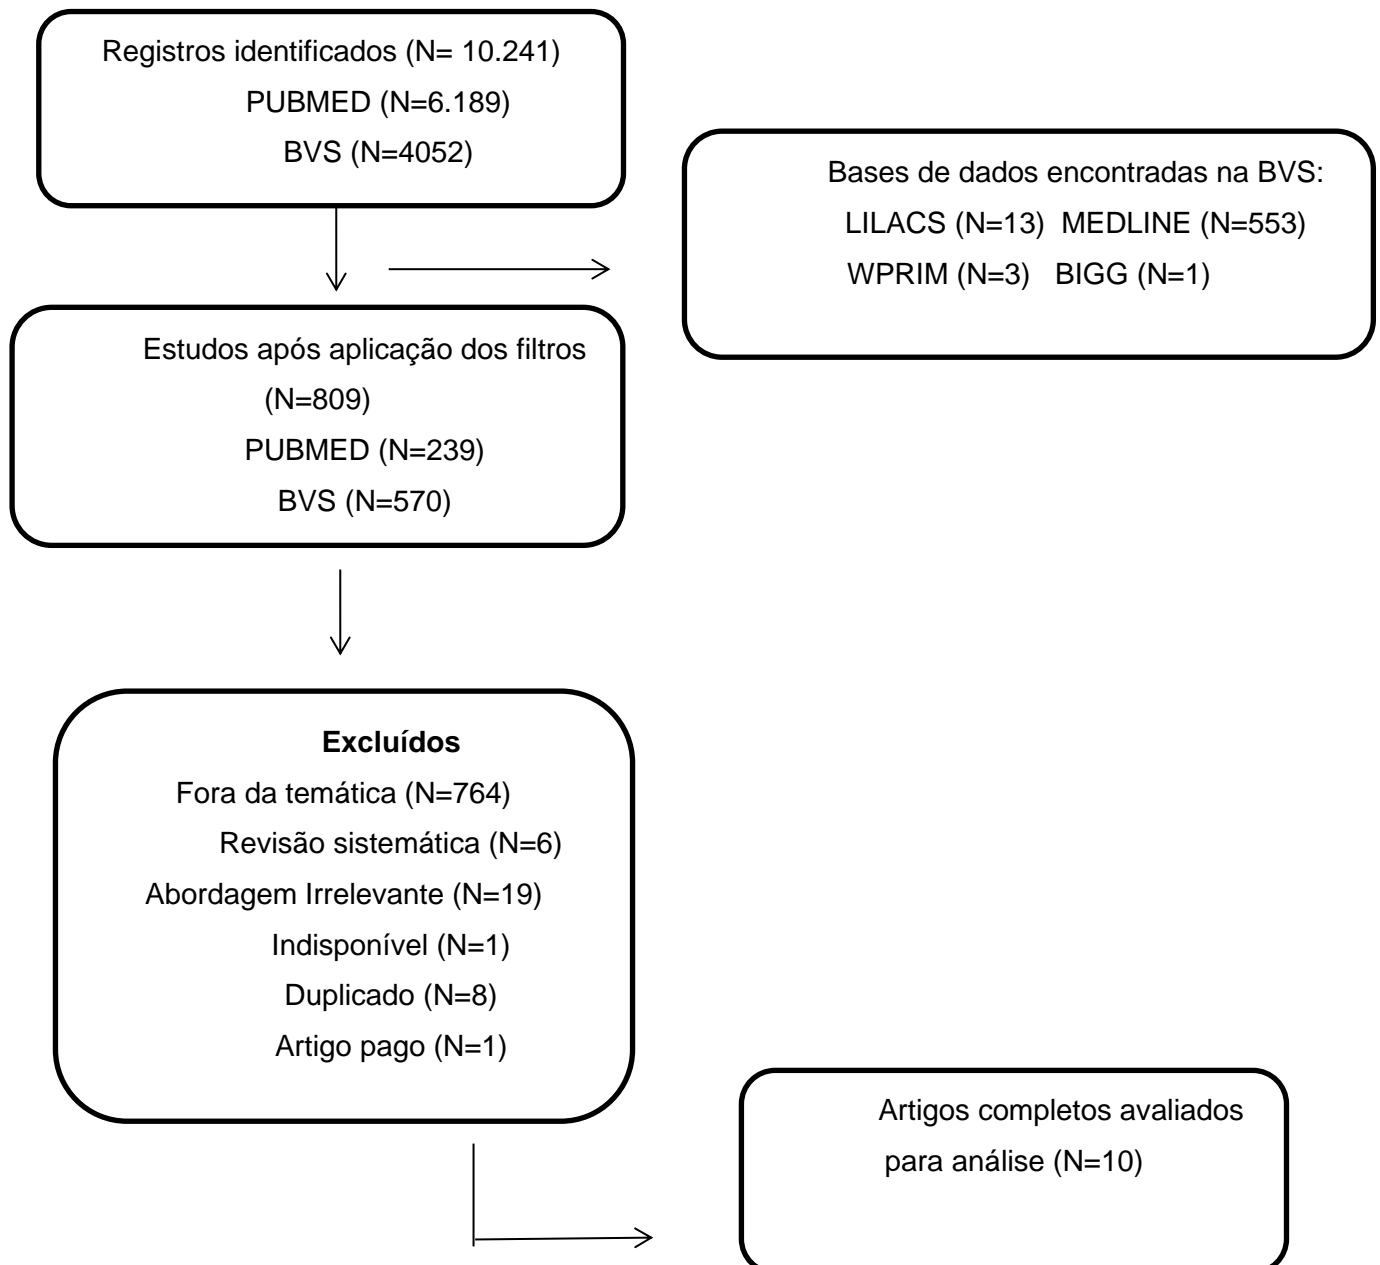 Registros identificados (N= 10.241)
PUBMED (N=6.189)
BVS (N=4052)
Bases de dados encontradas na BVS:
LILACS (N=13) MEDLINE (N=553)
WPRIM (N=3) BIGG (N=1)
Estudos após aplicação dos filtros
(N=809)
PUBMED (N=239)
BVS (N=570)
Excluídos
Fora da temática (N=764)
Revisão sistemática (N=6)
Abordagem Irrelevante (N=19)
Indisponível (N=1)
Duplicado (N=8)
Artigo pago (N=1)
Artigos completos avaliados
para análise (N=10)